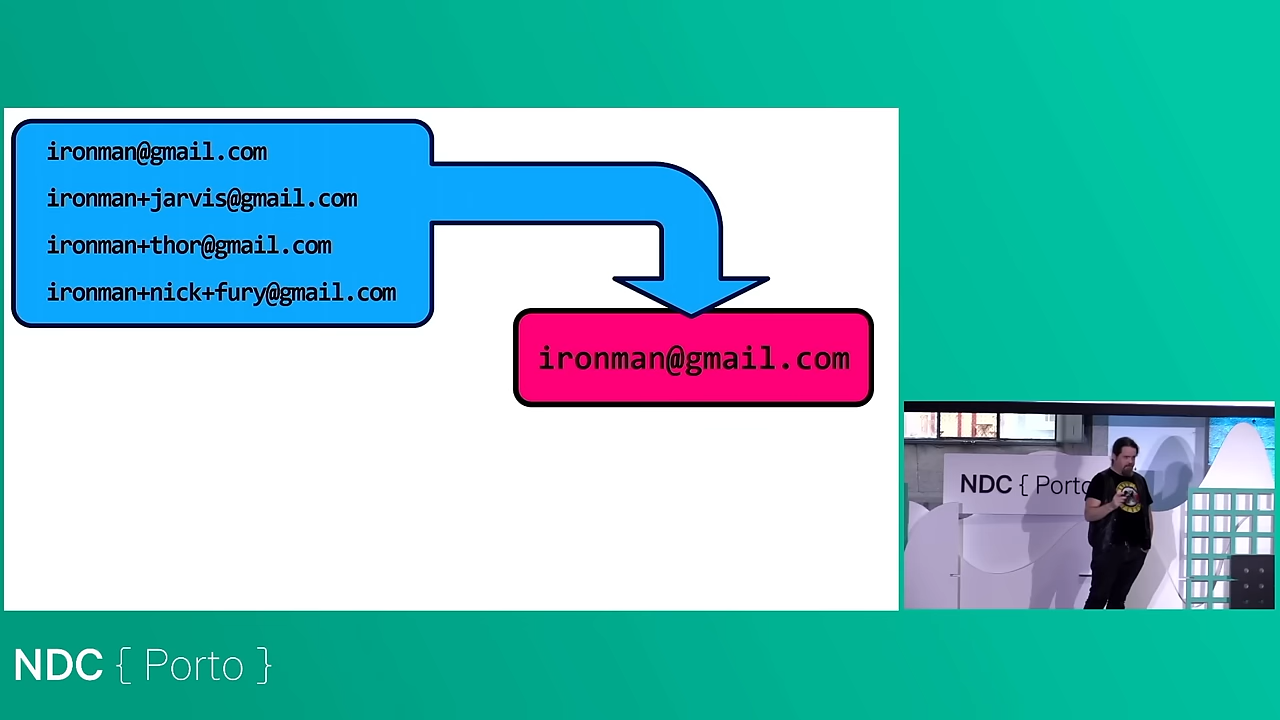 ironman@gmail.com
ironman+jarvis@gmail.com
ironman+thor@gmail.com
ironman+nick+fury@gmail.com
ironman@gmail.com
NDC { Porto
NDC { Porto }